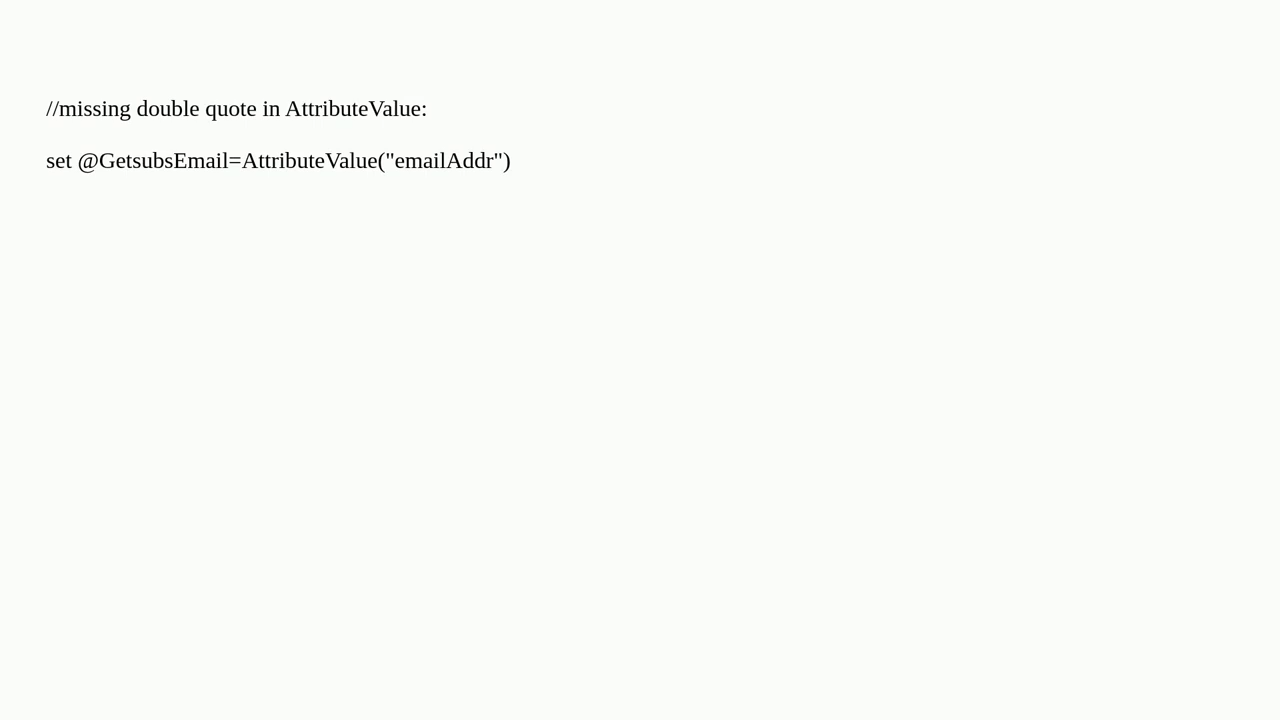 //missing double quote in AttributeValue:
set @GetsubsEmail=AttributeValue("emailAddr")